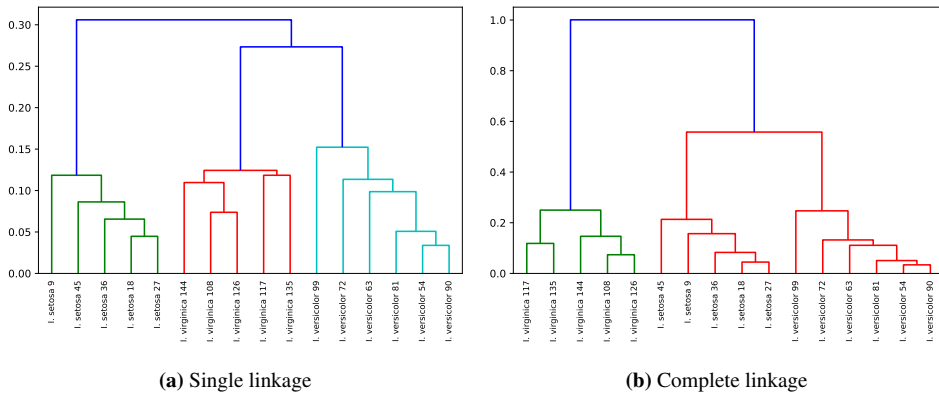 0.30
0.25
0.20
0.15
0.10
0.05
0.00
I. setosa 9
I. setosa 45
I. setosa 36
I. setosa 18
I. setosa 27
I. virginica 144
I. virginica 108
I. virginica 126
I. virginica 117
I. virginica 135
I. versicolor 99
I. versicolor 72
I. versicolor 63
I. versicolor 81
I. versicolor 54
I. versicolor 90
(a) Single linkage
1.0
0.8
0.6
0.4
0.2
0.0
I. virginica 117
I. virginica 135
I. virginica 144
I. virginica 108
I. virginica 126
I. setosa 45
I. setosa 9
I. setosa 36
I. setosa 18
I. setosa 27
I. versicolor 99
I. versicolor 72
I. versicolor 63
I. versicolor 81
I. versicolor 54
I. versicolor 90
(b) Complete linkage